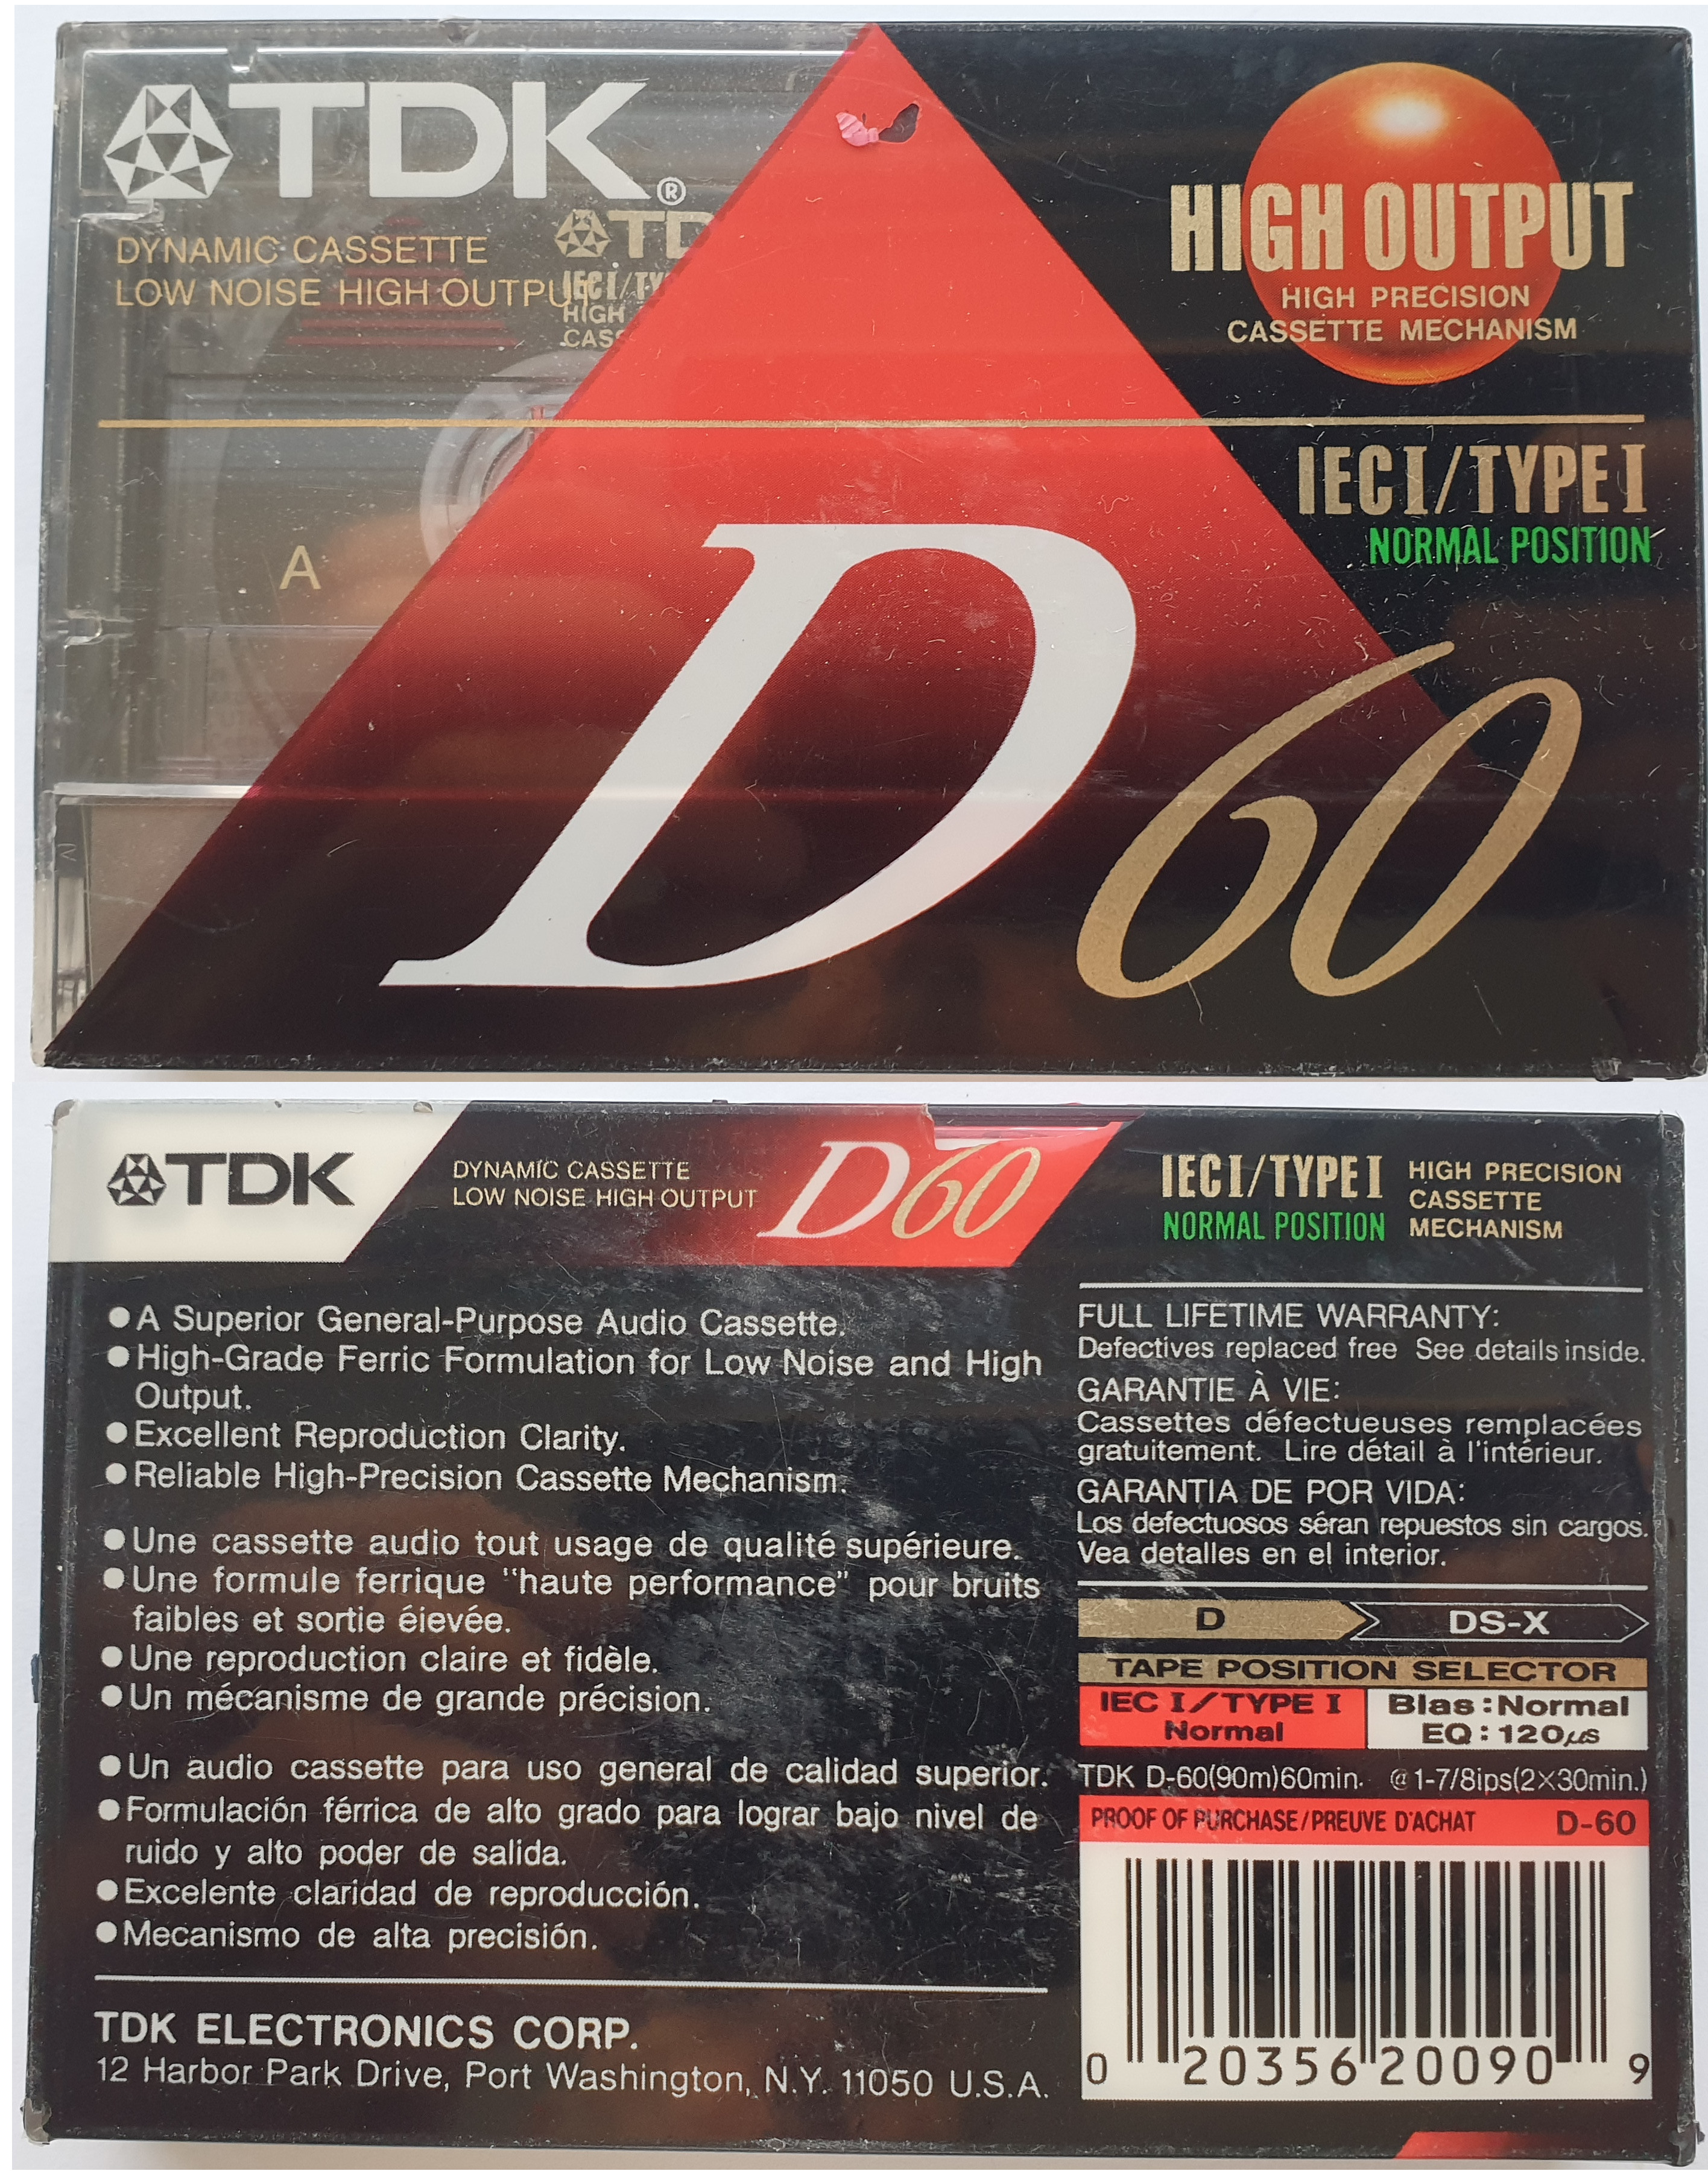 TDK®
DYNAMIC CASSETTE
LOW NOISE HIGH OUTPUT
TD
IEC I/TY
HIGH
CAS
A
HIGH OUTPUT
HIGH PRECISION
CASSETTE MECHANISM
IEC I/TYPE I
NORMAL POSITION
D 60
TDK
DYNAMIC CASSETTE
LOW NOISE HIGH OUTPUT
D60
IEC I/TYPE I
NORMAL POSITION
HIGH PRECISION
CASSETTE
MECHANISM
●A Superior General-Purpose Audio Cassette.
●High-Grade Ferric Formulation for Low Noise and High
Output.
●Excellent Reproduction Clarity.
●Reliable High-Precision Cassette Mechanism.
●Une cassette audio tout usage de qualité supérieure.
●Une formule ferrique "haute performance" pour bruits
faibles et sortie éievée.
●Une reproduction claire et fidèle.
●Un mécanisme de grande précision.
●Un audio cassette para uso general de calidad superior.
●Formulación férrica de alto grado para lograr bajo nivel de
ruido y alto poder de salida.
●Excelente claridad de reproducción.
●Mecanismo de alta precisión.
TDK ELECTRONICS CORP.
12 Harbor Park Drive, Port Washington, N.Y. 11050 U.S.A.
FULL LIFETIME WARRANTY:
Defectives replaced free See details inside.
GARANTIE À VIE:
Cassettes défectueuses remplacées
gratuitement. Lire détail à l'intérieur.
GARANTIA DE POR VIDA:
Los defectuosos séran repuestos sin cargos.
Vea detalles en el interior.
D DS-X
TAPE POSITION SELECTOR
IEC I/TYPE I
Normal
Bias:Normal
EQ:120μs
TDK D-60(90m)60min. @1-7/8ips(2×30min.)
PROOF OF PURCHASE/PREUVE D'ACHAT D-60
0 20356 20090 9